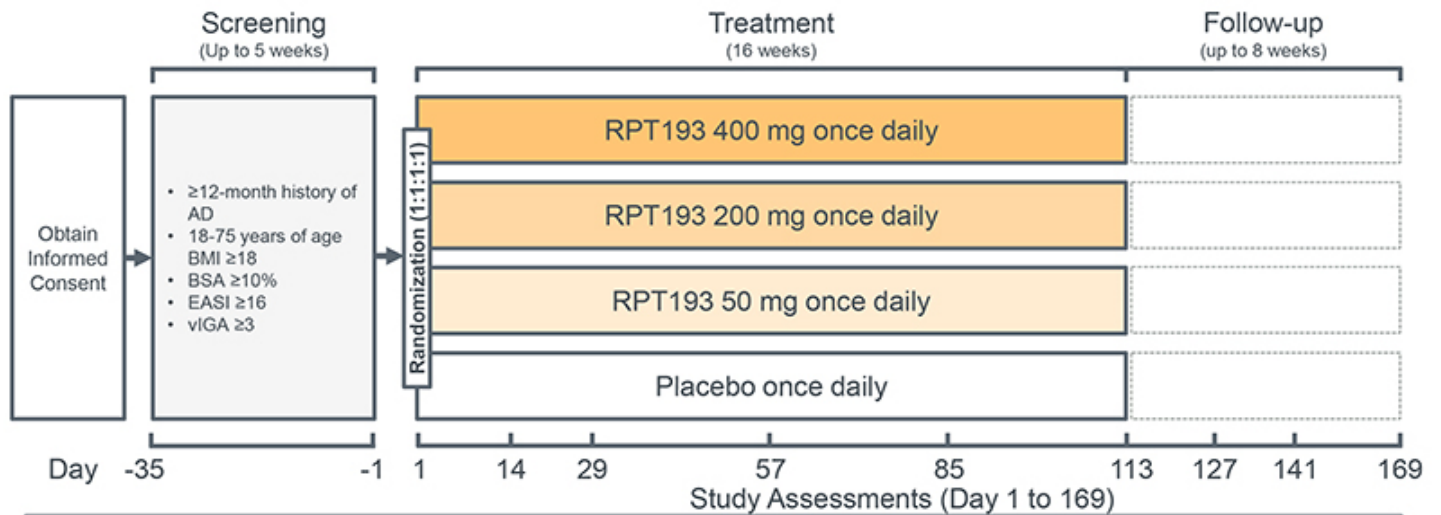 Screening
(Up to 5 weeks)
Treatment
(16 weeks)
Follow-up
(up to 8 weeks)
Obtain
Informed
Consent
• ≥12-month history of
AD
• 18-75 years of age
BMI ≥18
• BSA ≥10%
• EASI ≥16
• vIGA ≥3
Randomization (1:1:1:1)
RPT193 400 mg once daily
RPT193 200 mg once daily
RPT193 50 mg once daily
Placebo once daily
Day -35 -1 1 14 29 57 85 113 127 141 169
Study Assessments (Day 1 to 169)